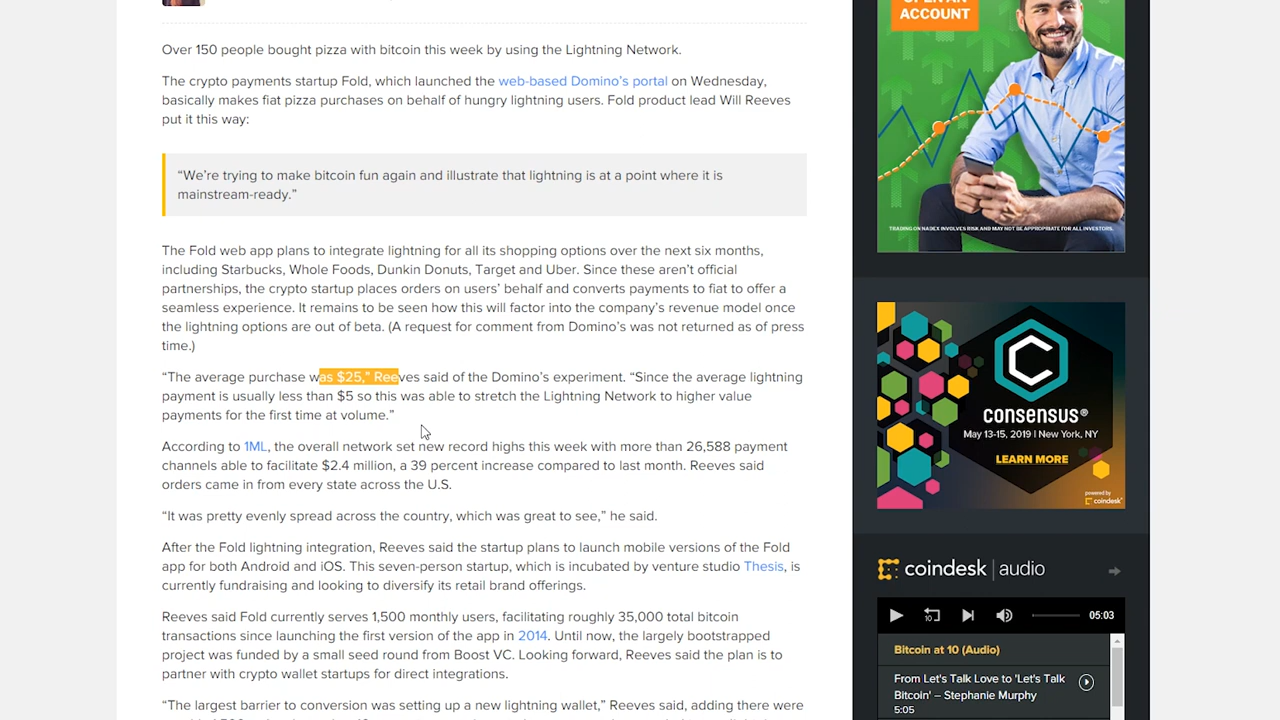 Over 150 people bought pizza with bitcoin this week by using the Lightning Network.
The crypto payments startup Fold, which launched the web-based Domino’s portal on Wednesday,
basically makes fiat pizza purchases on behalf of hungry lightning users. Fold product lead Will Reeves
put it this way:
“We’re trying to make bitcoin fun again and illustrate that lightning is at a point where it is
mainstream-ready.”
The Fold web app plans to integrate lightning for all its shopping options over the next six months,
including Starbucks, Whole Foods, Dunkin Donuts, Target and Uber. Since these aren’t official
partnerships, the crypto startup places orders on users’ behalf and converts payments to fiat to offer a
seamless experience. It remains to be seen how this will factor into the company’s revenue model once
the lightning options are out of beta. (A request for comment from Domino’s was not returned as of press
time.)
“The average purchase was $25,” Reeves said of the Domino’s experiment. “Since the average lightning
payment is usually less than $5 so this was able to stretch the Lightning Network to higher value
payments for the first time at volume.”
According to 1ML, the overall network set new record highs this week with more than 26,588 payment
channels able to facilitate $2.4 million, a 39 percent increase compared to last month. Reeves said
orders came in from every state across the U.S.
“It was pretty evenly spread across the country, which was great to see,” he said.
After the Fold lightning integration, Reeves said the startup plans to launch mobile versions of the Fold
app for both Android and iOS. This seven-person startup, which is incubated by venture studio Thesis, is
currently fundraising and looking to diversify its retail brand offerings.
Reeves said Fold currently serves 1,500 monthly users, facilitating roughly 35,000 total bitcoin
transactions since launching the first version of the app in 2014. Until now, the largely bootstrapped
project was funded by a small seed round from Boost VC. Looking forward, Reeves said the plan is to
partner with crypto wallet startups for direct integrations.
“The largest barrier to conversion was setting up a new lightning wallet,” Reeves said, adding there were
ACCOUNT
TRADING ON NADEX INVOLVES RISK AND MAY NOT BE APPROPRIATE FOR ALL INVESTORS.
consensus®
May 13-15, 2019 | New York, NY
LEARN MORE
powered by
coindesk
coindesk | audio
10
05:03
Bitcoin at 10 (Audio)
From Let's Talk Love to 'Let's Talk
Bitcoin' – Stephanie Murphy
5:05